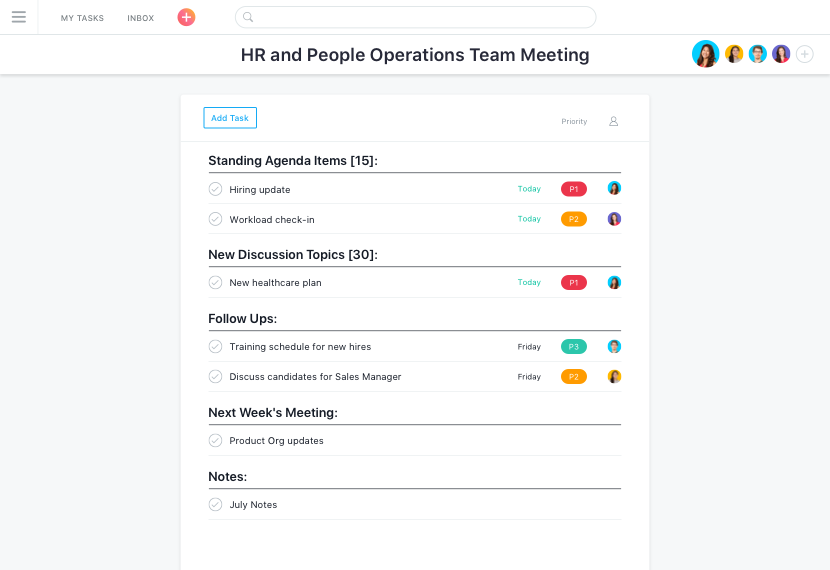 MY TASKS INBOX
HR and People Operations Team Meeting
Add Task Priority
Standing Agenda Items [15]:
Hiring update Today P1
Workload check-in Today P2
New Discussion Topics [30]:
New healthcare plan Today P1
Follow Ups:
Training schedule for new hires Friday P3
Discuss candidates for Sales Manager Friday P2
Next Week's Meeting:
Product Org updates
Notes:
July Notes